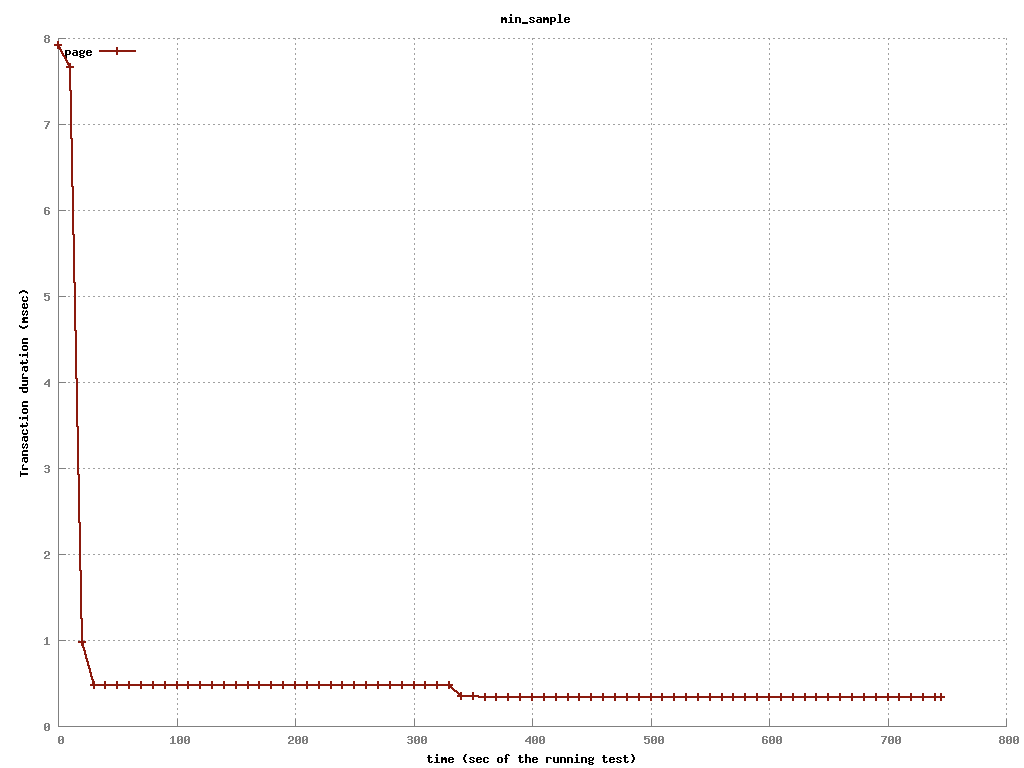 min_sample
page
8
7
6
5
4
3
2
1
0
Transaction duration (msec)
0 100 200 300 400 500 600 700 800
time (sec of the running test)